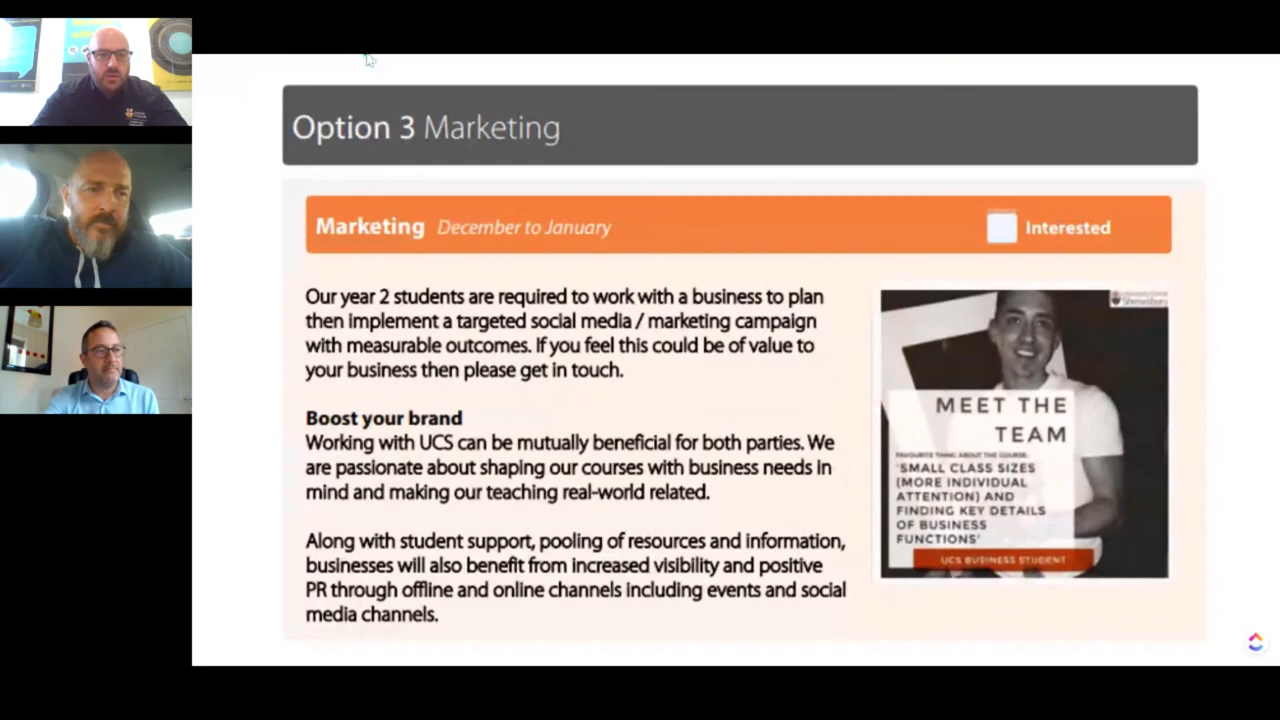 Option 3 Marketing
Marketing December to January
Interested
Our year 2 students are required to work with a business to plan
then implement a targeted social media / marketing campaign
with measurable outcomes. If you feel this could be of value to
your business then please get in touch.
Boost your brand
Working with UCS can be mutually beneficial for both parties. We
are passionate about shaping our courses with business needs in
mind and making our teaching real-world related.
Along with student support, pooling of resources and information,
businesses will also benefit from increased visibility and positive
PR through offline and online channels including events and social
media channels.
Shrewsbury
MEET THE
TEAM
FAVOURITE THING ABOUT THE COURSE:
'SMALL CLASS SIZES
(MORE INDIVIDUAL
ATTENTION) AND
FINDING KEY DETAILS
OF BUSINESS
FUNCTIONS'
UCS BUSINESS STUDENT